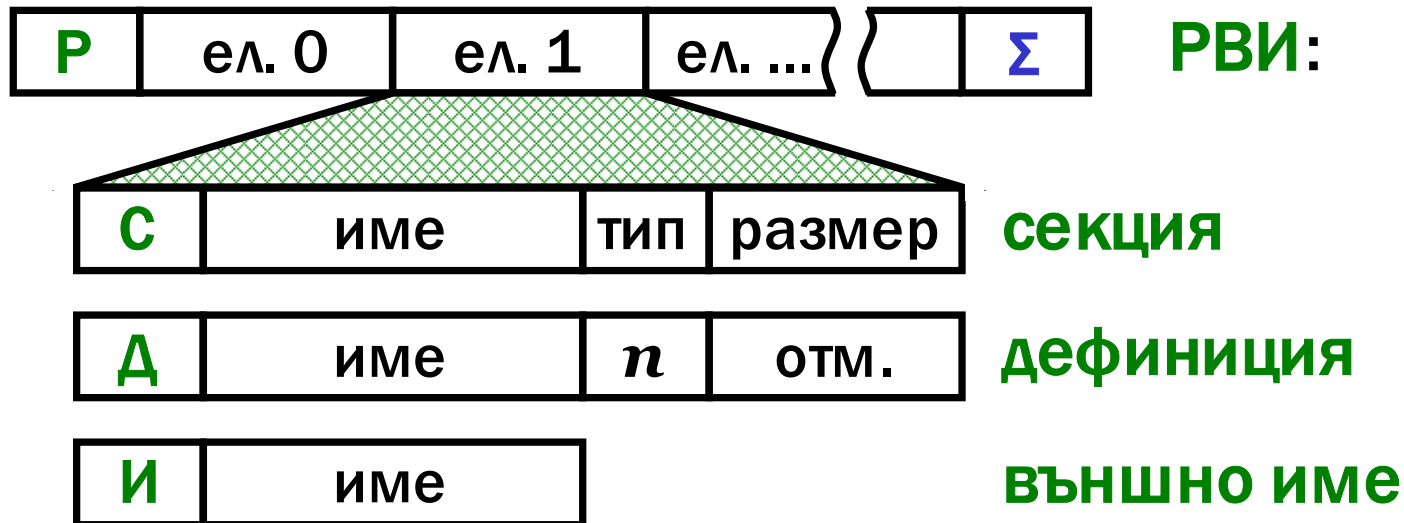 Р ел. 0 ел. 1 ел. ... Σ РВИ:
С име тип размер секция
Д име n отм. дефиниция
И име външно име